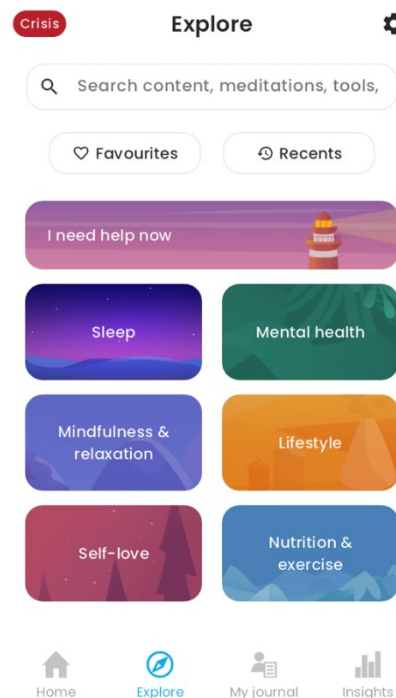 Crisis
Explore
Search content, meditations, tools,
Favourites
Recents
I need help now
Sleep
Mental health
Mindfulness &
relaxation
Lifestyle
Self-love
Nutrition &
exercise
Home
Explore
My journal
Insights